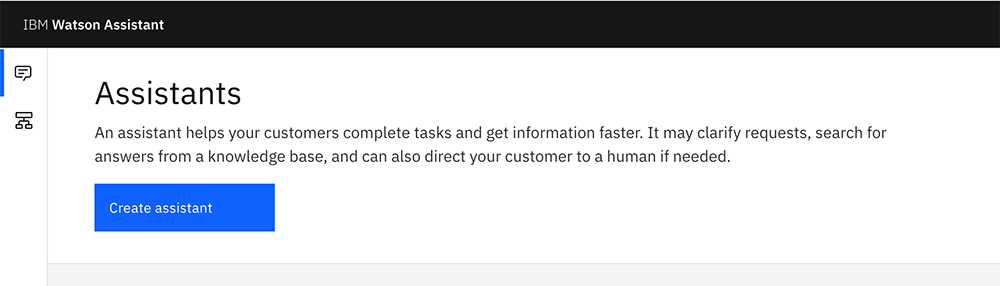 IBM Watson Assistant
Assistants
An assistant helps your customers complete tasks and get information faster. It may clarify requests, search for
answers from a knowledge base, and can also direct your customer to a human if needed.
Create assistant